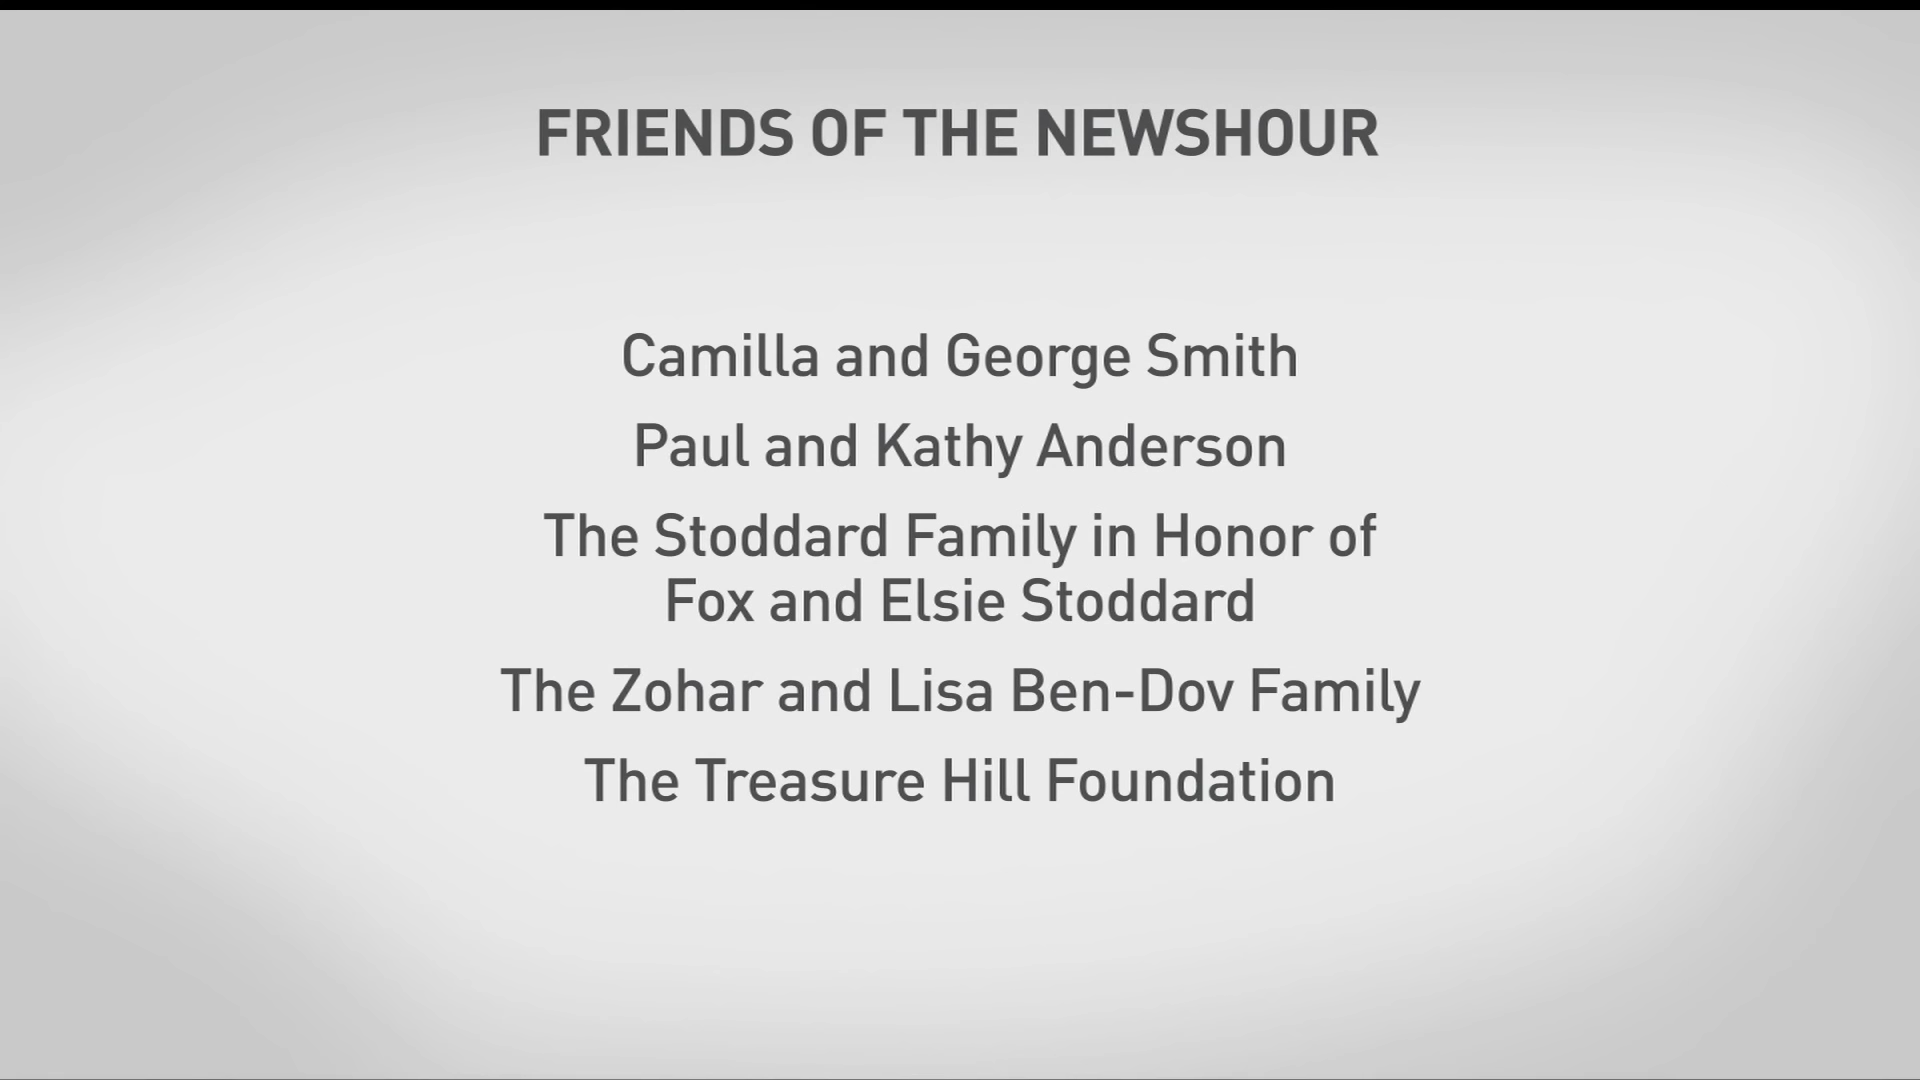 FRIENDS OF THE NEWSHOUR
Camilla and George Smith
Paul and Kathy Anderson
The Stoddard Family in Honor of
Fox and Elsie Stoddard
The Zohar and Lisa Ben-Dov Family
The Treasure Hill Foundation